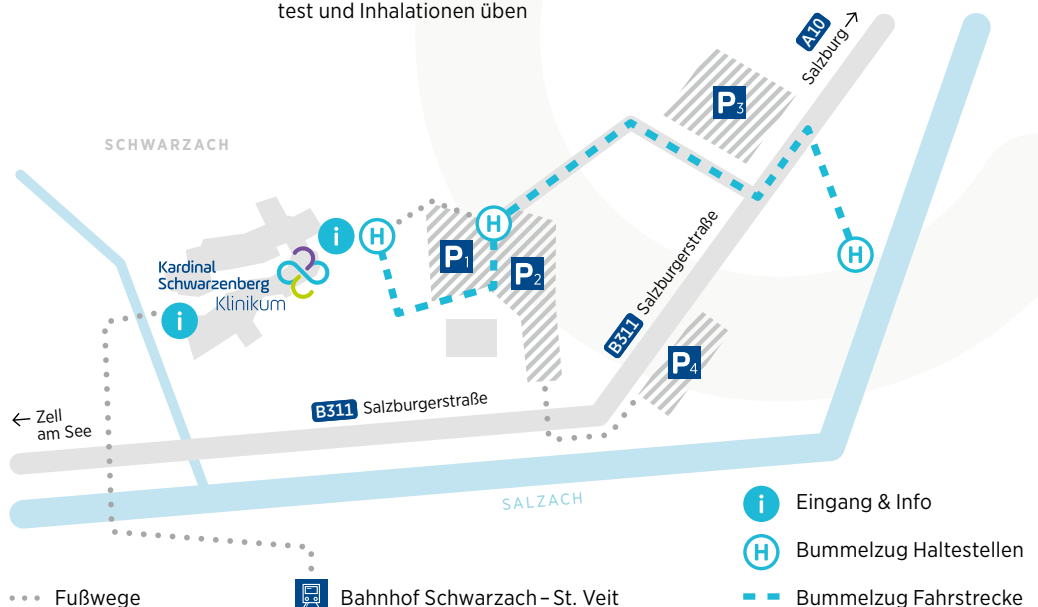 test und Inhalationen üben
A10
Salzburg →
P3
SCHWARZACH
i
H
H
P1
P2
H
Kardinal
Schwarzenberg
Klinikum
i
B311 Salzburgerstraße
P4
B311 Salzburgerstraße
← Zell
am See
SALZACH
i Eingang & Info
H Bummelzug Haltestellen
Fußwege
Bahnhof Schwarzach – St. Veit
Bummelzug Fahrstrecke